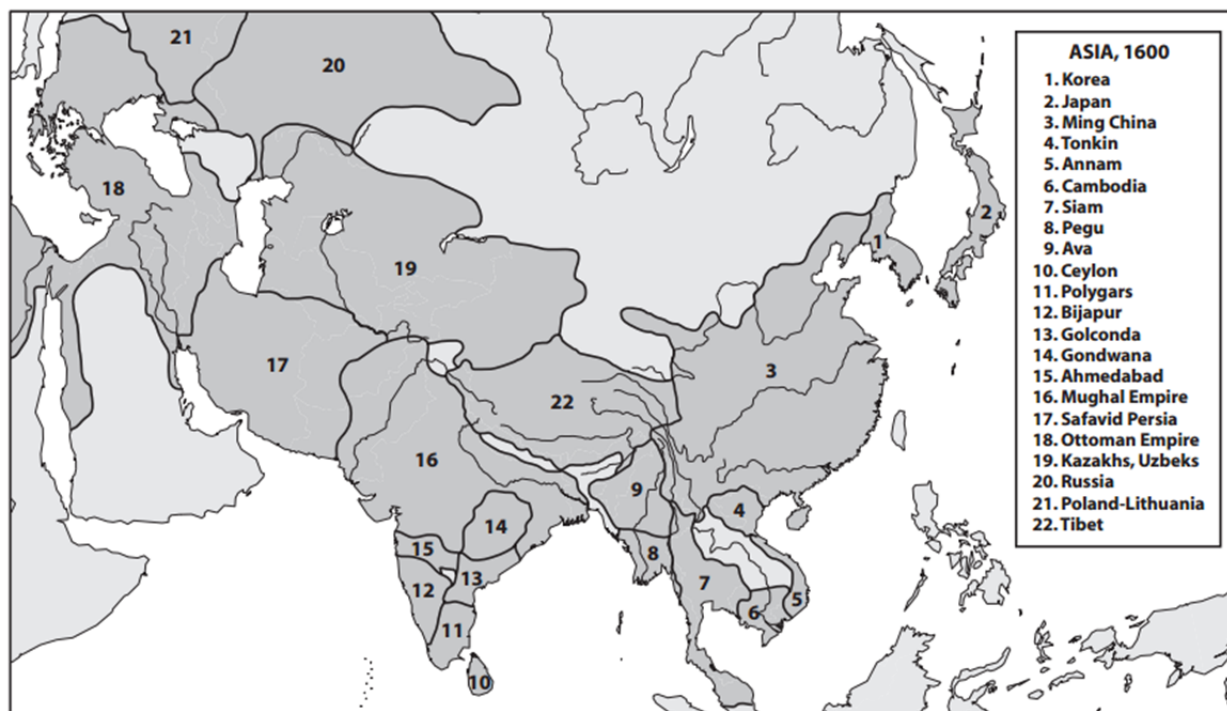 21
20
18
2
1
19
17
3
22
16
9
4
14
15
8
13
7
12
5
6
11
10
ASIA, 1600
1. Korea
2. Japan
3. Ming China
4. Tonkin
5. Annam
6. Cambodia
7. Siam
8. Pegu
9. Ava
10. Ceylon
11. Polygars
12. Bijapur
13. Golconda
14. Gondwana
15. Ahmedabad
16. Mughal Empire
17. Safavid Persia
18. Ottoman Empire
19. Kazakhs, Uzbeks
20. Russia
21. Poland-Lithuania
22. Tibet